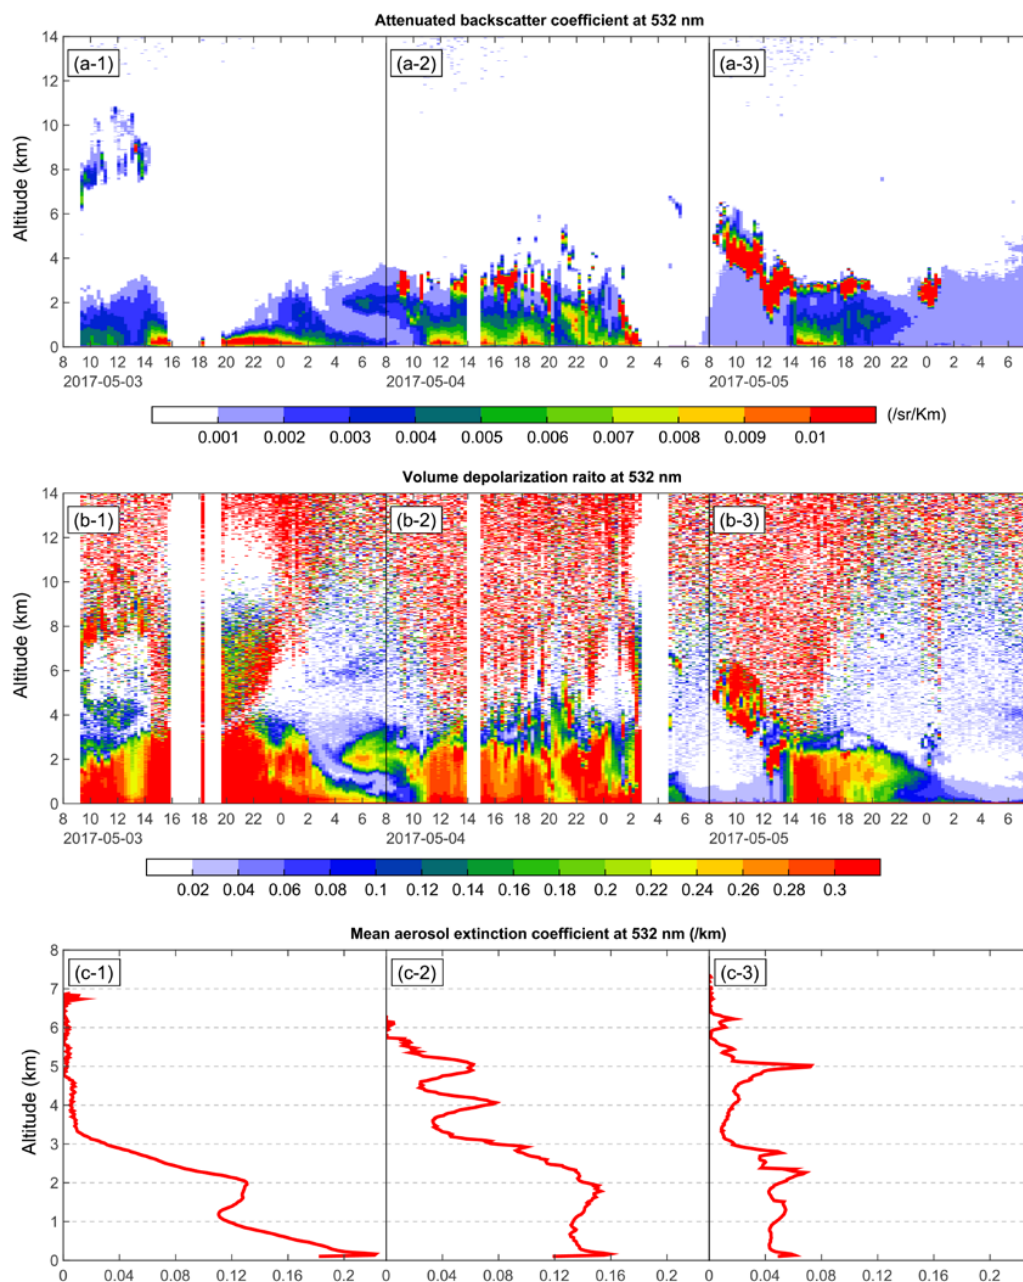 Attenuated backscatter coefficient at 532 nm
14
12
10
8
6
4
2
0
Altitude (km)
(a-1) (a-2) (a-3)
8 10 12 14 16 18 20 22 0 2 4 6 8 10 12 14 16 18 20 22 0 2 4 6 8 10 12 14 16 18 20 22 0 2 4 6
2017-05-03 2017-05-04 2017-05-05
(/sr/Km)
0.001 0.002 0.003 0.004 0.005 0.006 0.007 0.008 0.009 0.01
Volume depolarization raito at 532 nm
14
12
10
8
6
4
2
0
Altitude (km)
(b-1) (b-2) (b-3)
8 10 12 14 16 18 20 22 0 2 4 6 8 10 12 14 16 18 20 22 0 2 4 6 8 10 12 14 16 18 20 22 0 2 4 6
2017-05-03 2017-05-04 2017-05-05
0.02 0.04 0.06 0.08 0.1 0.12 0.14 0.16 0.18 0.2 0.22 0.24 0.26 0.28 0.3
Mean aerosol extinction coefficient at 532 nm (/km)
8
7
6
5
4
3
2
1
0
Altitude (km)
(c-1) (c-2) (c-3)
0 0.04 0.08 0.12 0.16 0.2 0 0.04 0.08 0.12 0.16 0.2 0 0.04 0.08 0.12 0.16 0.2